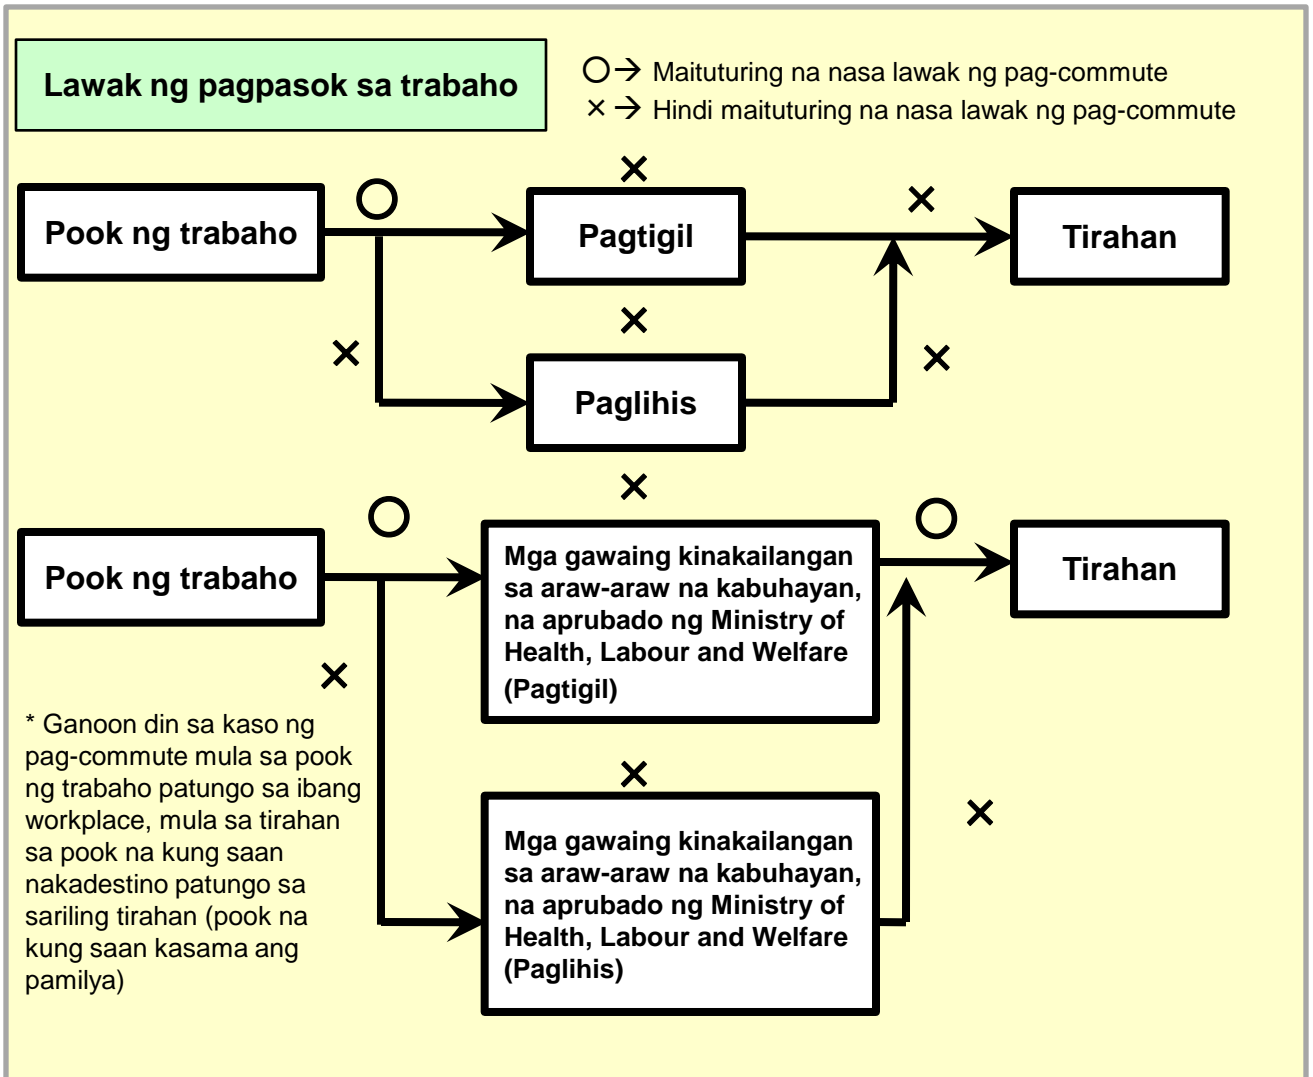 Lawak ng pagpasok sa trabaho
○→ Maituturing na nasa lawak ng pag-commute
×→ Hindi maituturing na nasa lawak ng pag-commute
×
○
×
Pook ng trabaho
Pagtigil
Tirahan
×
×
×
Paglihis
×
○
○
Pook ng trabaho
Mga gawaing kinakailangan
sa araw-araw na kabuhayan,
na aprubado ng Ministry of
Health, Labour and Welfare
(Pagtigil)
Tirahan
×
* Ganoon din sa kaso ng
pag-commute mula sa pook
ng trabaho patungo sa ibang
workplace, mula sa tirahan
sa pook na kung saan
nakadestino patungo sa
sariling tirahan (pook na
kung saan kasama ang
pamilya)
×
×
Mga gawaing kinakailangan
sa araw-araw na kabuhayan,
na aprubado ng Ministry of
Health, Labour and Welfare
(Paglihis)